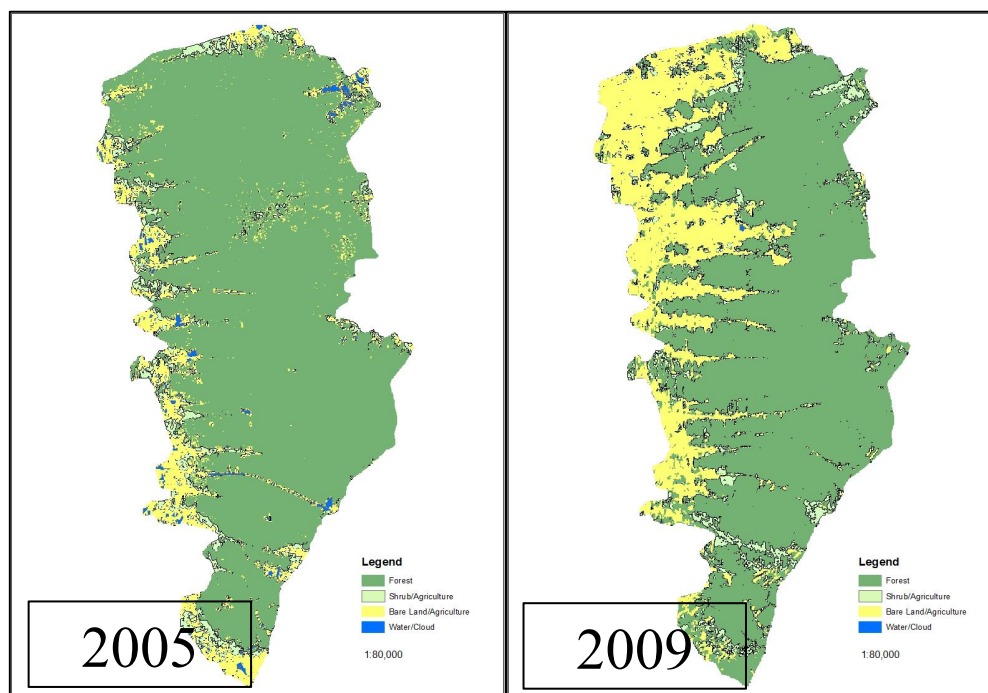 Legend
Forest
Shrub/Agriculture
Bare Land/Agriculture
Water/Cloud
1:80,000
2005
Legend
Forest
Shrub/Agriculture
Bare Land/Agriculture
Water/Cloud
1:80,000
2009